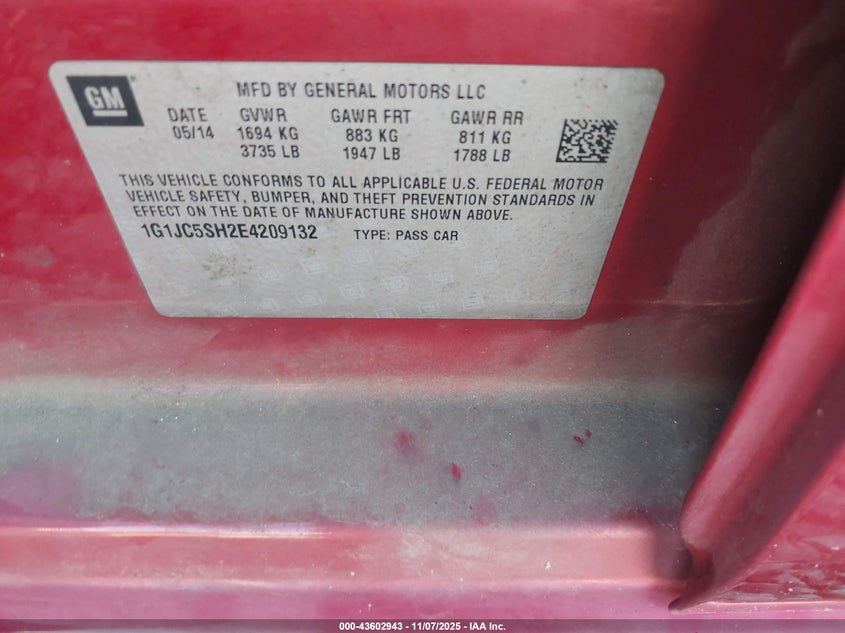 GM
MFD BY GENERAL MOTORS LLC
DATE GVWR GAWR FRT GAWR RR
05/14 1694 KG 883 KG 811 KG
3735 LB 1947 LB 1788 LB
THIS VEHICLE CONFORMS TO ALL APPLICABLE U.S. FEDERAL MOTOR
VEHICLE SAFETY, BUMPER, AND THEFT PREVENTION STANDARDS IN
EFFECT ON THE DATE OF MANUFACTURE SHOWN ABOVE.
1G1JC5SH2E4209132 TYPE: PASS CAR
000-43602943 - 11/07/2025 - IAA Inc.